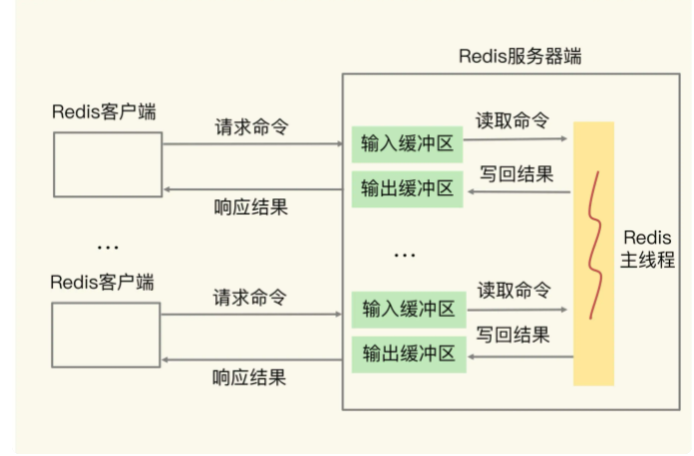 Redis服务器端
Redis客户端
请求命令
读取命令
输入缓冲区
输出缓冲区
写回结果
响应结果
...
...
Redis
主线程
Redis客户端
请求命令
读取命令
输入缓冲区
写回结果
输出缓冲区
响应结果